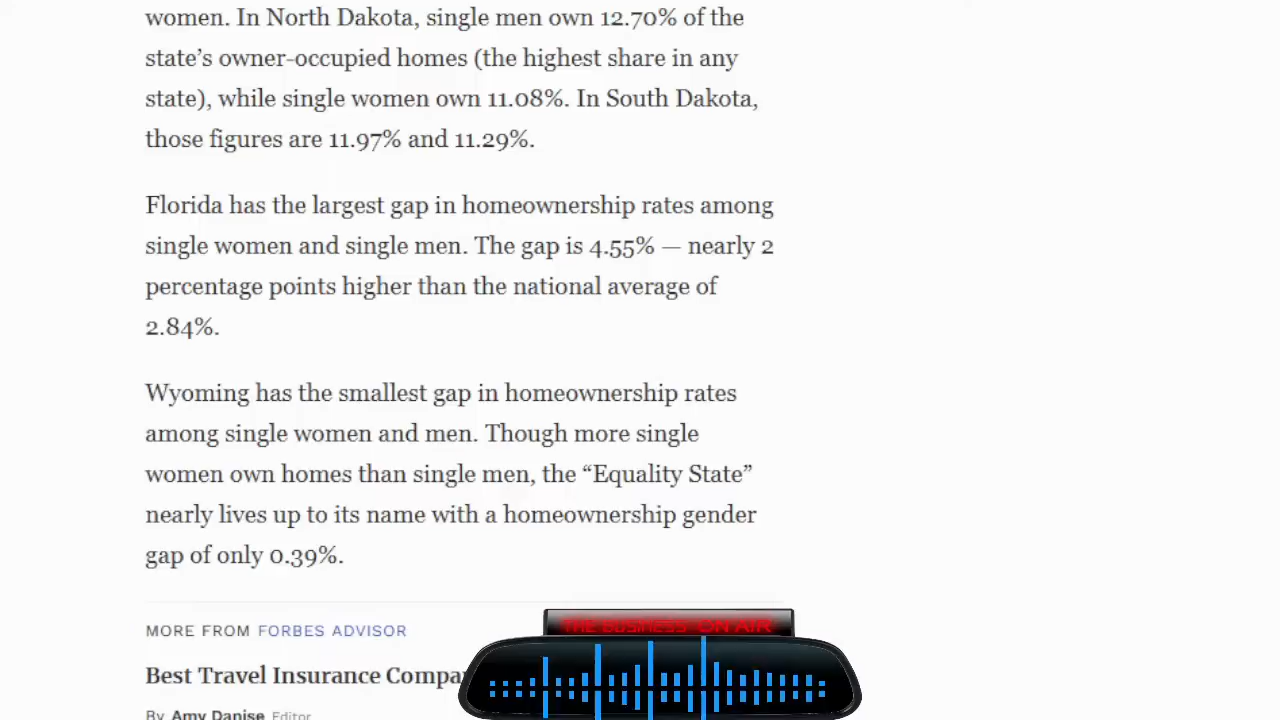 women. In North Dakota, single men own 12.70% of the
state’s owner-occupied homes (the highest share in any
state), while single women own 11.08%. In South Dakota,
those figures are 11.97% and 11.29%.
Florida has the largest gap in homeownership rates among
single women and single men. The gap is 4.55% — nearly 2
percentage points higher than the national average of
2.84%.
Wyoming has the smallest gap in homeownership rates
among single women and men. Though more single
women own homes than single men, the “Equality State”
nearly lives up to its name with a homeownership gender
gap of only 0.39%.
MORE FROM FORBES ADVISOR
THE BUSINESS ON AIR
Best Travel Insurance
By Amy Danise Editor